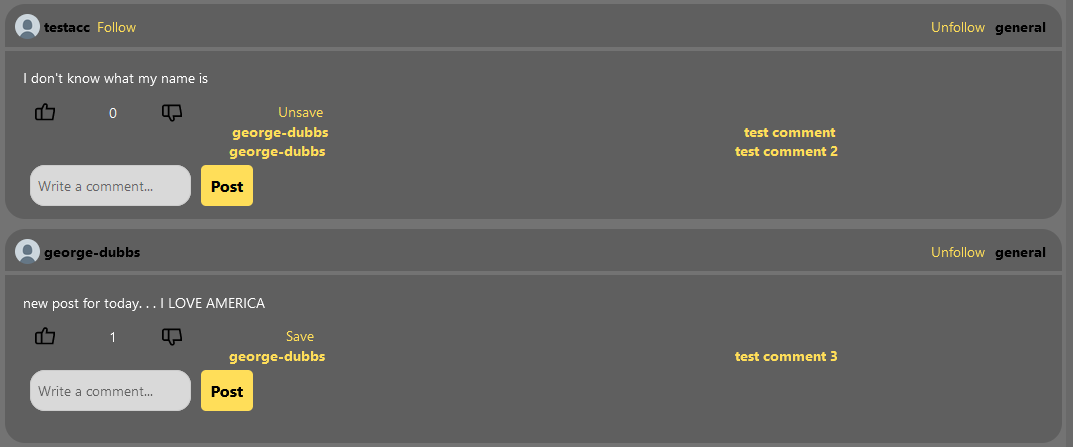 testacc Follow Unfollow general
I don't know what my name is
0 Unsave
george-dubbs test comment
george-dubbs test comment 2
Write a comment... Post
george-dubbs Unfollow general
new post for today. . . I LOVE AMERICA
1 Save
george-dubbs test comment 3
Write a comment... Post